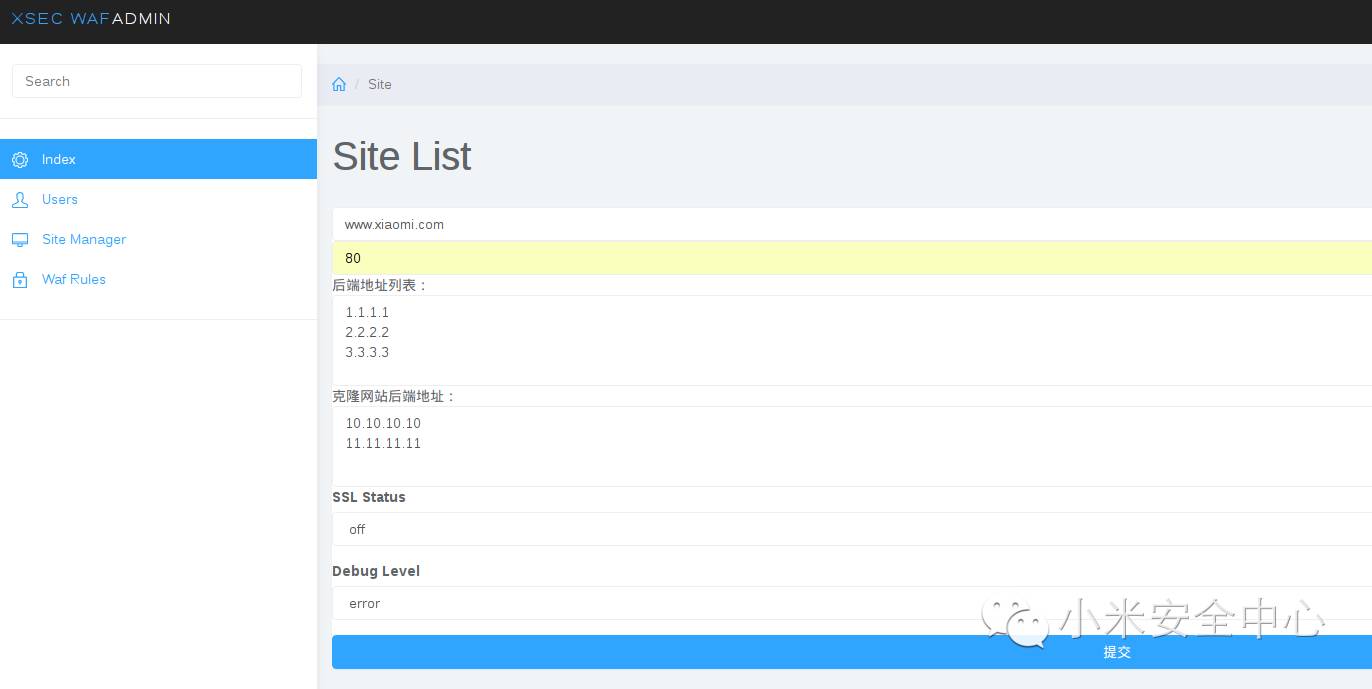 XSEC WAFADMIN
Search
/ Site
Index
Users
Site Manager
Waf Rules
Site List
www.xiaomi.com
80
后端地址列表：
1.1.1.1
2.2.2.2
3.3.3.3
克隆网站后端地址：
10.10.10.10
11.11.11.11
SSL Status
off
Debug Level
error
小米安全中心
提交